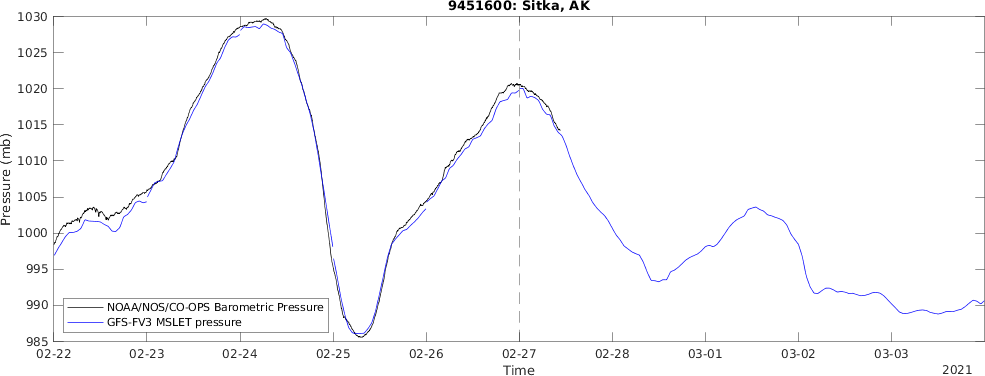 9451600: Sitka, AK
Pressure (mb)
1030
1025
1020
1015
1010
1005
1000
995
990
985
NOAA/NOS/CO-OPS Barometric Pressure
GFS-FV3 MSLET pressure
02-22 02-23 02-24 02-25 02-26 02-27 02-28 03-01 03-02 03-03
Time
2021